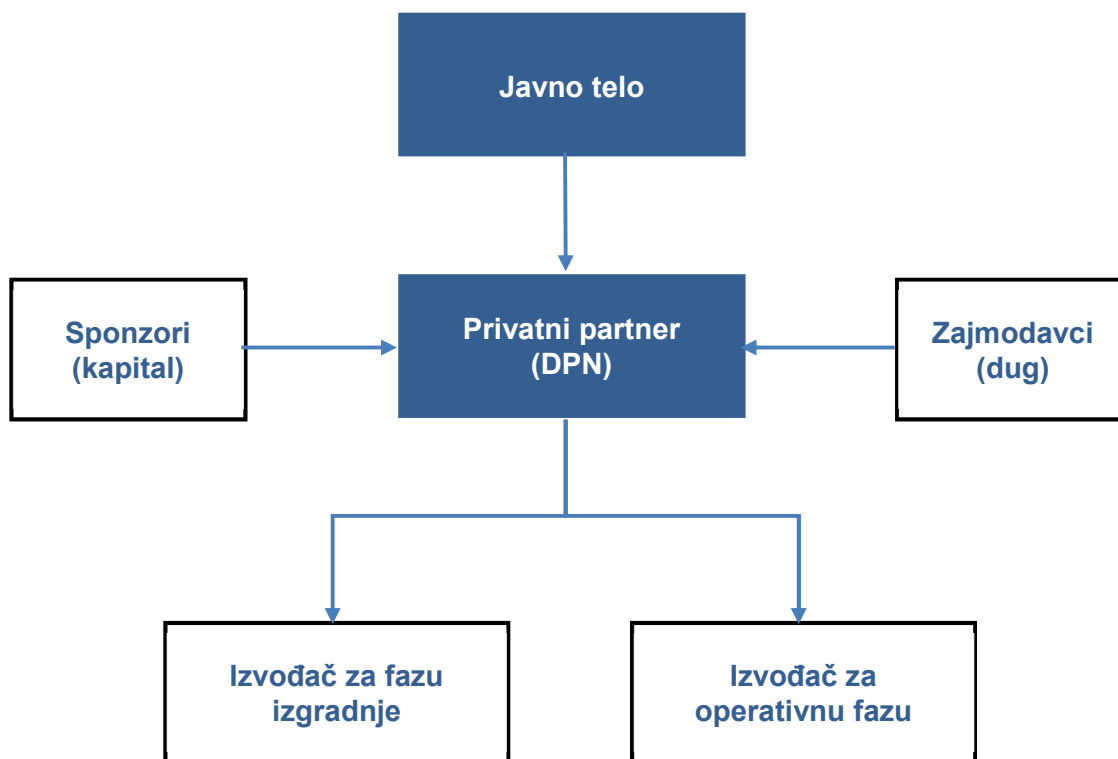 Javno telo
Sponzori
(kapital)
Privatni partner
(DPN)
Zajmodavci
(dug)
Izvođač za fazu
izgradnje
Izvođač za
operativnu fazu